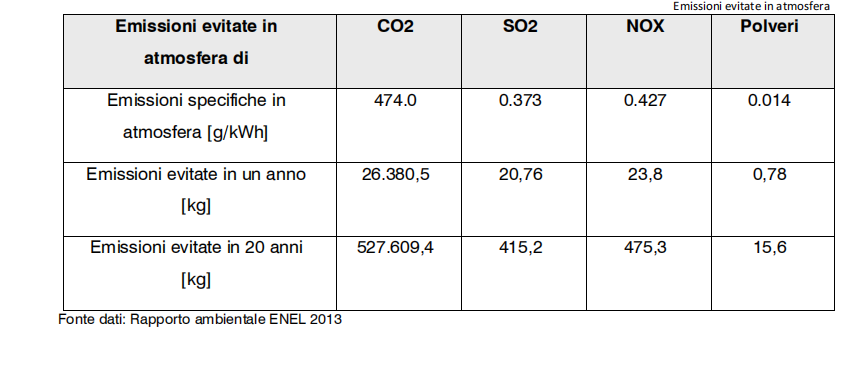 Emissioni evitate in atmosfera
Emissioni evitate in atmosfera di CO2 SO2 NOX Polveri
Emissioni specifiche in atmosfera [g/kWh] 474.0 0.373 0.427 0.014
Emissioni evitate in un anno [kg] 26.380,5 20,76 23,8 0,78
Emissioni evitate in 20 anni [kg] 527.609,4 415,2 475,3 15,6
Fonte dati: Rapporto ambientale ENEL 2013